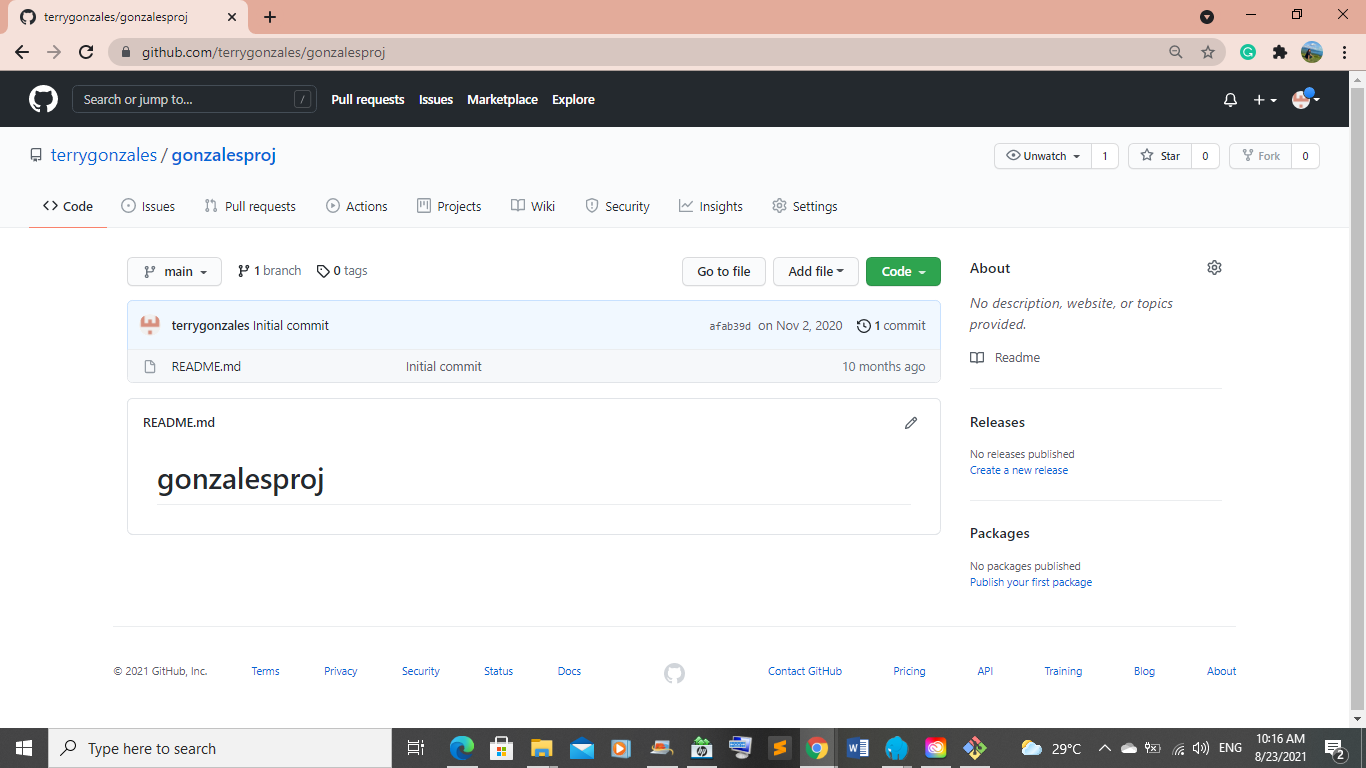 terrygonzales/gonzalesproj
github.com/terrygonzales/gonzalesproj
Search or jump to... /
Pull requests Issues Marketplace Explore
terrygonzales / gonzalesproj
Unwatch 1 Star 0 Fork 0
Code Issues Pull requests Actions Projects Wiki Security Insights Settings
main 1 branch 0 tags Go to file Add file Code
terrygonzales Initial commit afab39d on Nov 2, 2020 1 commit
README.md Initial commit 10 months ago
README.md
gonzalesproj
About
No description, website, or topics
provided.
Readme
Releases
No releases published
Create a new release
Packages
No packages published
Publish your first package
© 2021 GitHub, Inc. Terms Privacy Security Status Docs Contact GitHub Pricing API Training Blog About
Type here to search
29°C ENG
10:16 AM
8/23/2021
2